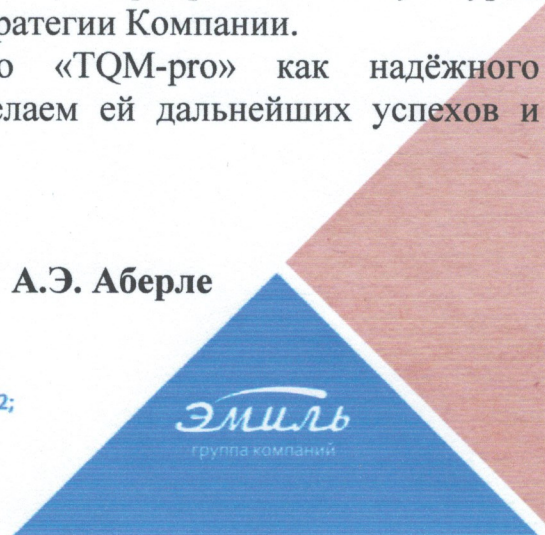 ратегии Компании.
о «TQM-pro» как надёжного
елаем ей дальнейших успехов и
А.Э. Аберле
2;
Эмиль
группа компаний